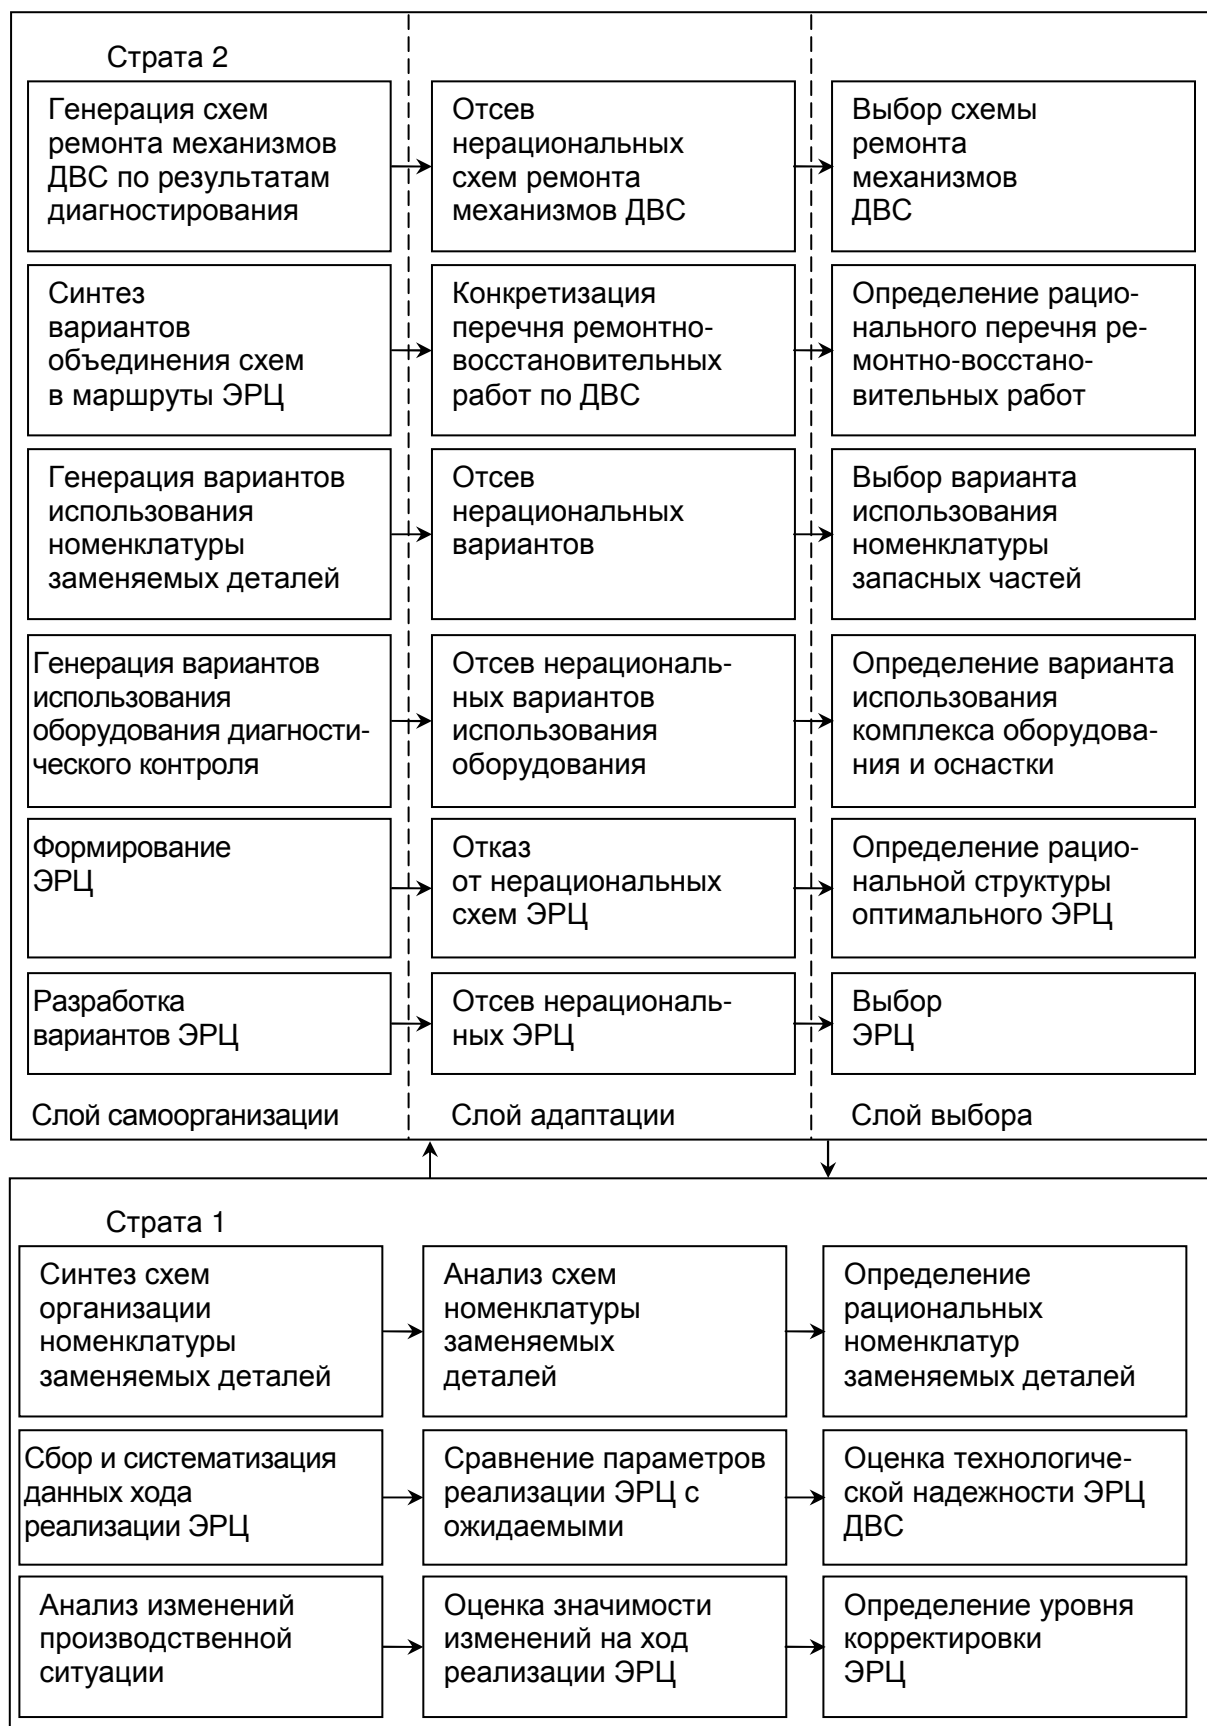 Страта 2
Генерация схем
ремонта механизмов
ДВС по результатам
диагностирования
Отсев
нерациональных
схем ремонта
механизмов ДВС
Выбор схемы
ремонта
механизмов
ДВС
Синтез
вариантов
объединения схем
в маршруты ЭРЦ
Конкретизация
перечня ремонтно-
восстановительных
работ по ДВС
Определение рацио-
нального перечня ре-
монтно-восстано-
вительных работ
Генерация вариантов
использования
номенклатуры
заменяемых деталей
Отсев
нерациональных
вариантов
Выбор варианта
использования
номенклатуры
запасных частей
Генерация вариантов
использования
оборудования диагности-
ческого контроля
Отсев нерациональ-
ных вариантов
использования
оборудования
Определение варианта
использования
комплекса оборудова-
ния и оснастки
Формирование
ЭРЦ
Отказ
от нерациональных
схем ЭРЦ
Определение рацио-
нальной структуры
оптимального ЭРЦ
Разработка
вариантов ЭРЦ
Отсев нерациональ-
ных ЭРЦ
Выбор
ЭРЦ
Слой самоорганизации
Слой адаптации
Слой выбора
Страта 1
Синтез схем
организации
номенклатуры
заменяемых деталей
Анализ схем
номенклатуры
заменяемых
деталей
Определение
рациональных
номенклатур
заменяемых деталей
Сбор и систематизация
данных хода
реализации ЭРЦ
Сравнение параметров
реализации ЭРЦ с
ожидаемыми
Оценка технологиче-
ской надежности ЭРЦ
ДВС
Анализ изменений
производственной
ситуации
Оценка значимости
изменений на ход
реализации ЭРЦ
Определение уровня
корректировки
ЭРЦ